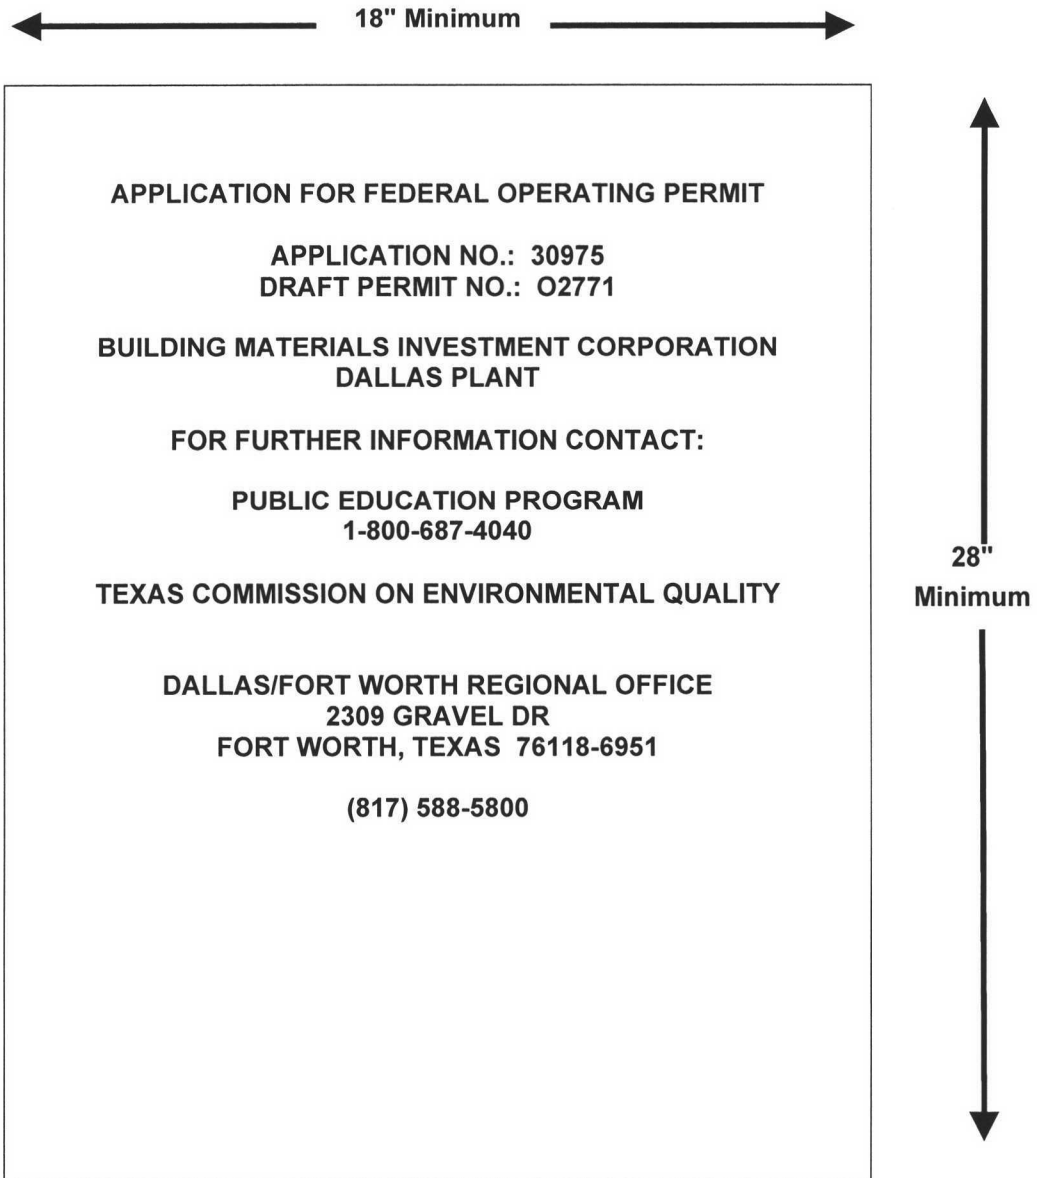 18" Minimum
APPLICATION FOR FEDERAL OPERATING PERMIT
APPLICATION NO.: 30975
DRAFT PERMIT NO.: O2771
BUILDING MATERIALS INVESTMENT CORPORATION
DALLAS PLANT
FOR FURTHER INFORMATION CONTACT:
PUBLIC EDUCATION PROGRAM
1-800-687-4040
TEXAS COMMISSION ON ENVIRONMENTAL QUALITY
DALLAS/FORT WORTH REGIONAL OFFICE
2309 GRAVEL DR
FORT WORTH, TEXAS 76118-6951
(817) 588-5800
28"
Minimum